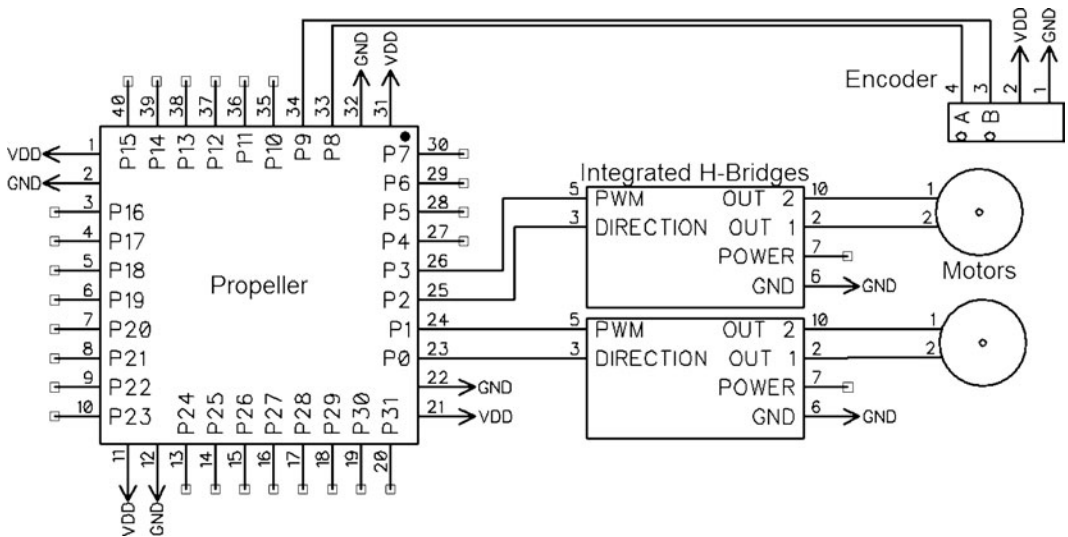 GND
VDD
VDD
GND
Encoder
40 39 38 37 36 35 34 33 32 31
4 3 2 1
A B
P15 P14 P13 P12 P11 P10 P9 P8
VDD 1
GND 2
3 P16
4 P17
5 P18
6 P19
7 P20
8 P21
9 P22
10 P23
Propeller
P7 30
P6 29
P5 28
P4 27
P3 26
P2 25
P1 24
P0 23
22 GND
21 VDD
P24 P25 P26 P27 P28 P29 P30 P31
11 12 13 14 15 16 17 18 19 20
VDD GND
Integrated H-Bridges
5 PWM OUT 2 10 1
3 DIRECTION OUT 1 2 2
POWER 7
GND 6 GND
Motors
5 PWM OUT 2 10 1
3 DIRECTION OUT 1 2 2
POWER 7
GND 6 GND